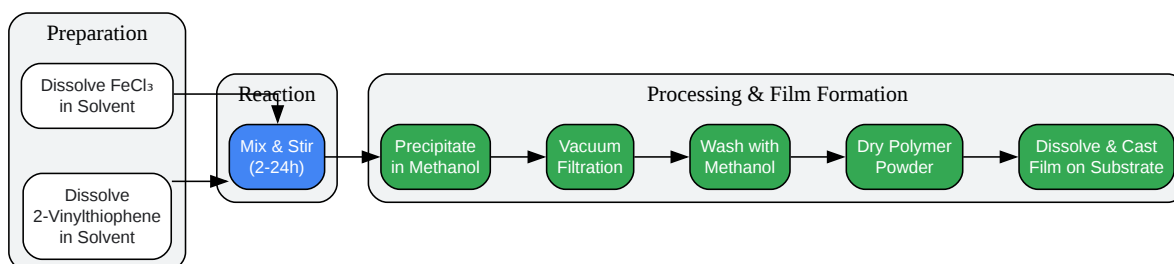 Preparation
Dissolve FeCl₃
in Solvent
Dissolve
2-Vinylthiophene
in Solvent
Reaction
Mix & Stir
(2-24h)
Processing & Film Formation
Precipitate
in Methanol
Vacuum
Filtration
Wash with
Methanol
Dry Polymer
Powder
Dissolve & Cast
Film on Substrate